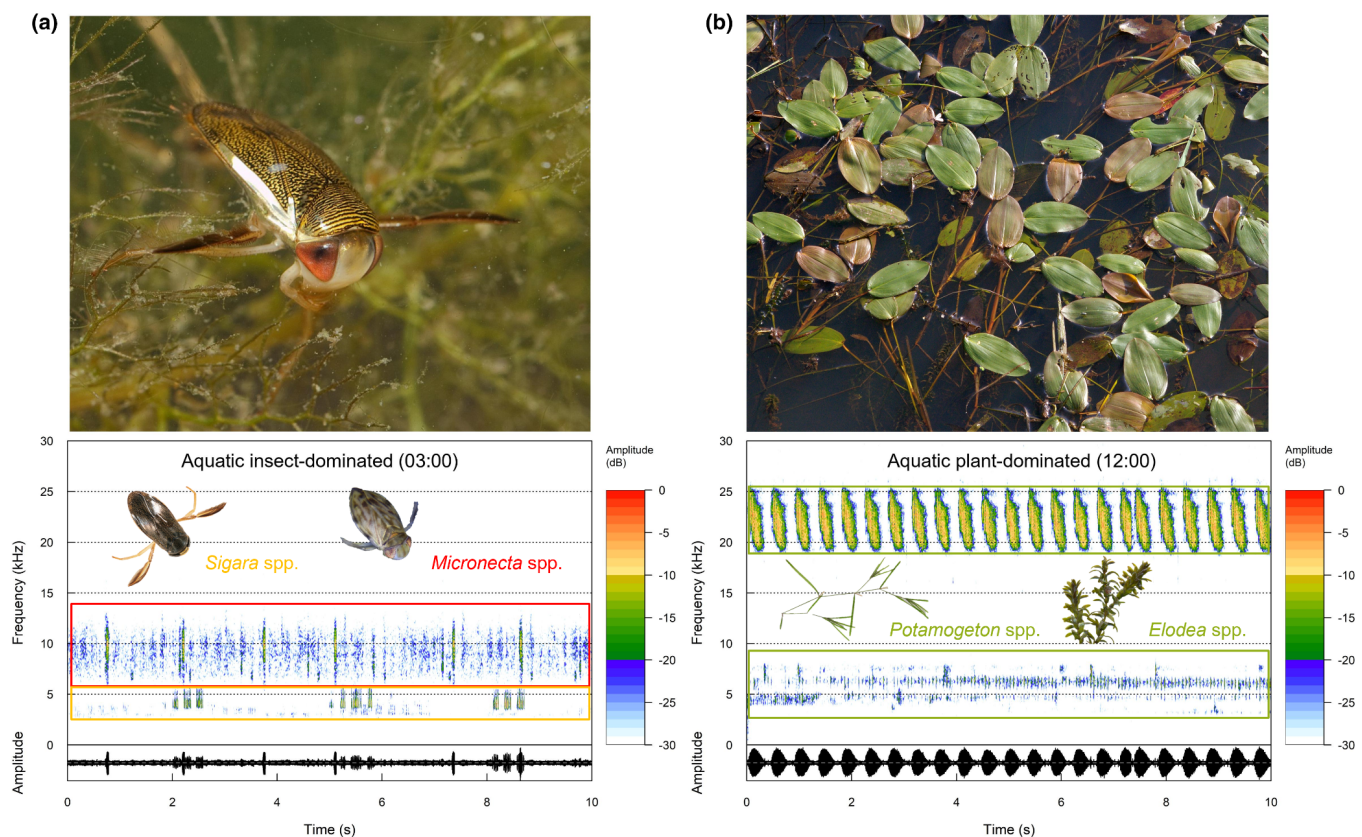 (a)
30
25
20
15
10
5
0
Frequency (kHz)
Amplitude
Aquatic insect-dominated (03:00)
Sigara spp.
Micronecta spp.
0
2
4
6
8
10
Time (s)
Amplitude
(dB)
0
-5
-10
-15
-20
-25
-30
(b)
30
25
20
15
10
5
0
Frequency (kHz)
Amplitude
Aquatic plant-dominated (12:00)
Potamogeton spp.
Elodea spp.
0
2
4
6
8
10
Time (s)
Amplitude
(dB)
0
-5
-10
-15
-20
-25
-30